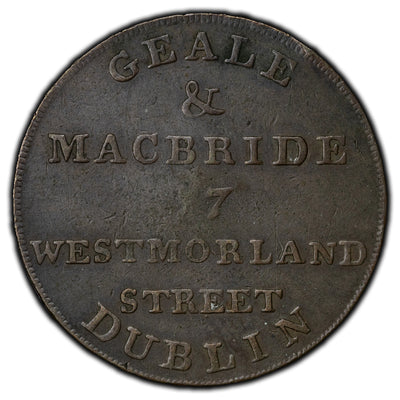 GEALE
&
MACBRIDE
7
WESTMORLAND
STREET
DUBLIN